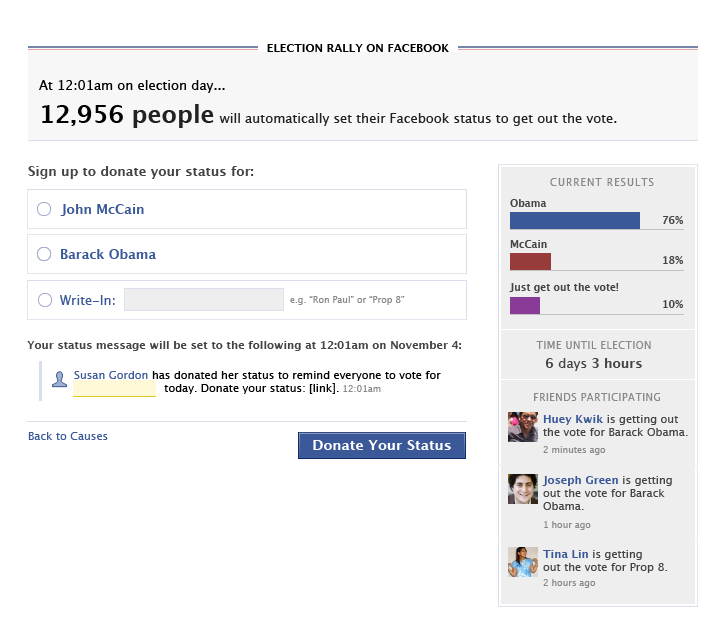 ELECTION RALLY ON FACEBOOK
At 12:01am on election day...
12,956 people will automatically set their Facebook status to get out the vote.
Sign up to donate your status for:
John McCain
Barack Obama
Write-In: e.g. “Ron Paul” or “Prop 8”
Your status message will be set to the following at 12:01am on November 4:
Susan Gordon has donated her status to remind everyone to vote for
today. Donate your status: [link]. 12:01am
Back to Causes
Donate Your Status
CURRENT RESULTS
Obama
76%
McCain
18%
Just get out the vote!
10%
TIME UNTIL ELECTION
6 days 3 hours
FRIENDS PARTICIPATING
Huey Kwik is getting out
the vote for Barack Obama.
2 minutes ago
Joseph Green is getting
out the vote for Barack
Obama.
1 hour ago
Tina Lin is getting
out the vote for Prop 8.
2 hours ago